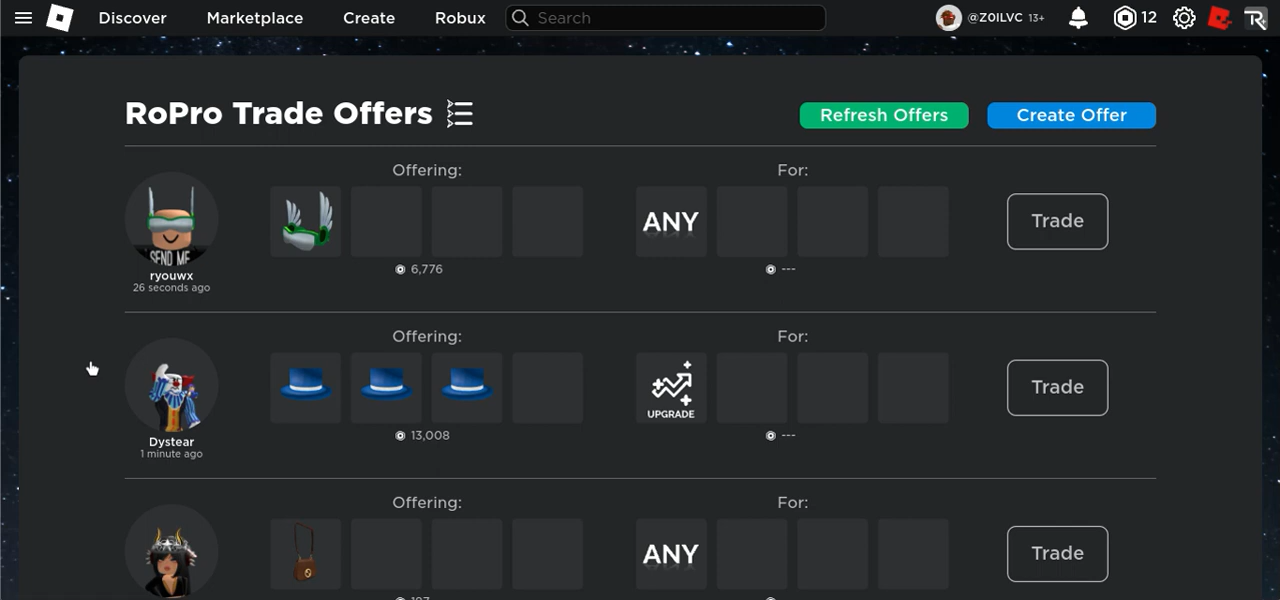 Discover Marketplace Create Robux Search @Z0ILVC 13+ 12
RoPro Trade Offers Refresh Offers Create Offer
Offering: For:
SEND ME ANY Trade
ryouwx 6,776 ---
26 seconds ago
Offering: For:
UPGRADE Trade
Dystear 13,008 ---
1 minute ago
Offering: For:
ANY Trade